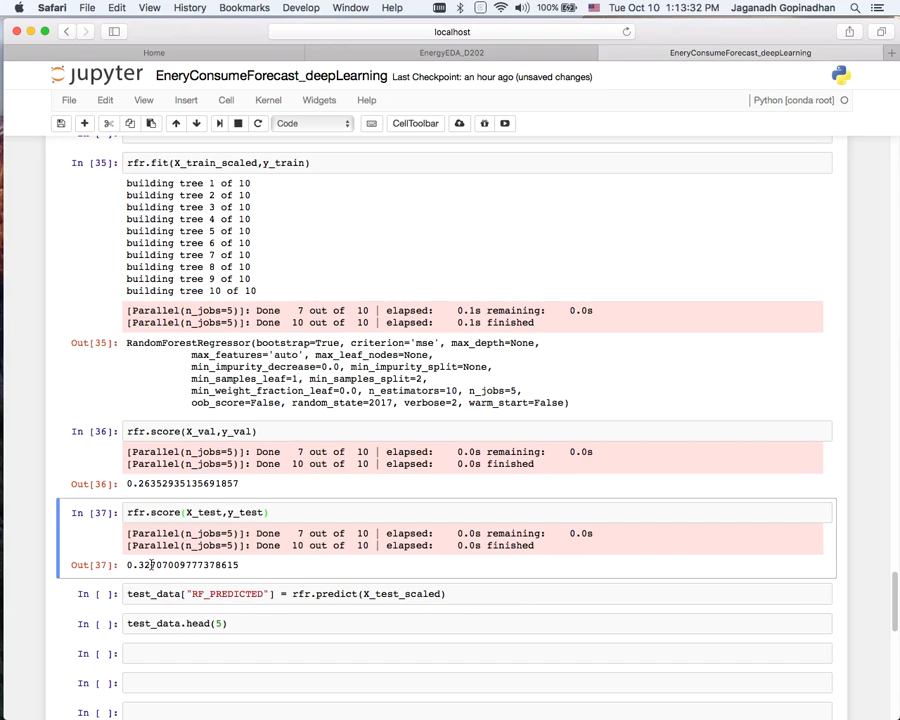 Safari File Edit View History Bookmarks Develop Window Help 100% Tue Oct 10 1:13:32 PM Jaganadh Gopinadhan
localhost
Home EnergyEDA_D202 EneryConsumeForecast_deepLearning
jupyter EneryConsumeForecast_deepLearning Last Checkpoint: an hour ago (unsaved changes)
File Edit View Insert Cell Kernel Widgets Help Python [conda root]
Code CellToolbar
In [35]: rfr.fit(X_train_scaled,y_train)
building tree 1 of 10
building tree 2 of 10
building tree 3 of 10
building tree 4 of 10
building tree 5 of 10
building tree 6 of 10
building tree 7 of 10
building tree 8 of 10
building tree 9 of 10
building tree 10 of 10
[Parallel(n_jobs=5)]: Done 7 out of 10 | elapsed: 0.1s remaining: 0.0s
[Parallel(n_jobs=5)]: Done 10 out of 10 | elapsed: 0.1s finished
Out[35]: RandomForestRegressor(bootstrap=True, criterion='mse', max_depth=None,
max_features='auto', max_leaf_nodes=None,
min_impurity_decrease=0.0, min_impurity_split=None,
min_samples_leaf=1, min_samples_split=2,
min_weight_fraction_leaf=0.0, n_estimators=10, n_jobs=5,
oob_score=False, random_state=2017, verbose=2, warm_start=False)
In [36]: rfr.score(X_val,y_val)
[Parallel(n_jobs=5)]: Done 7 out of 10 | elapsed: 0.0s remaining: 0.0s
[Parallel(n_jobs=5)]: Done 10 out of 10 | elapsed: 0.0s finished
Out[36]: 0.26352935135691857
In [37]: rfr.score(X_test,y_test)
[Parallel(n_jobs=5)]: Done 7 out of 10 | elapsed: 0.0s remaining: 0.0s
[Parallel(n_jobs=5)]: Done 10 out of 10 | elapsed: 0.0s finished
Out[37]: 0.32707009777378615
In [ ]: test_data["RF_PREDICTED"] = rfr.predict(X_test_scaled)
In [ ]: test_data.head(5)
In [ ]:
In [ ]:
In [ ]: